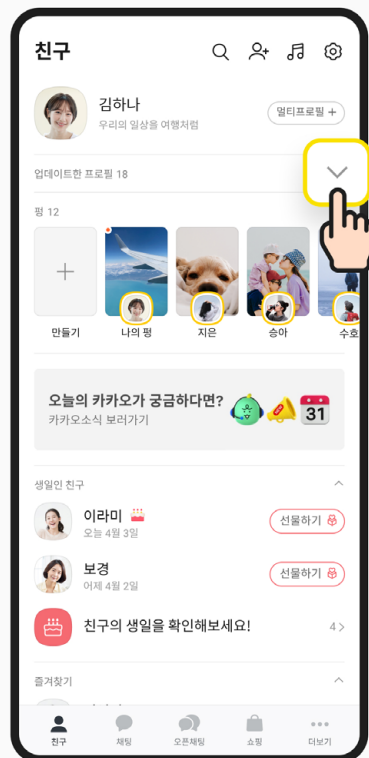 친구
김하나
우리의 일상을 여행처럼
멀티프로필 +
업데이트한 프로필 18
펑 12
만들기
나의 펑
지은
승아
수호
오늘의 카카오가 궁금하다면?
카카오소식 보러가기
31
생일인 친구
이라미
오늘 4월 3일
선물하기
보경
어제 4월 2일
선물하기
친구의 생일을 확인해보세요!
4 >
즐겨찾기
친구
채팅
오픈채팅
쇼핑
더보기